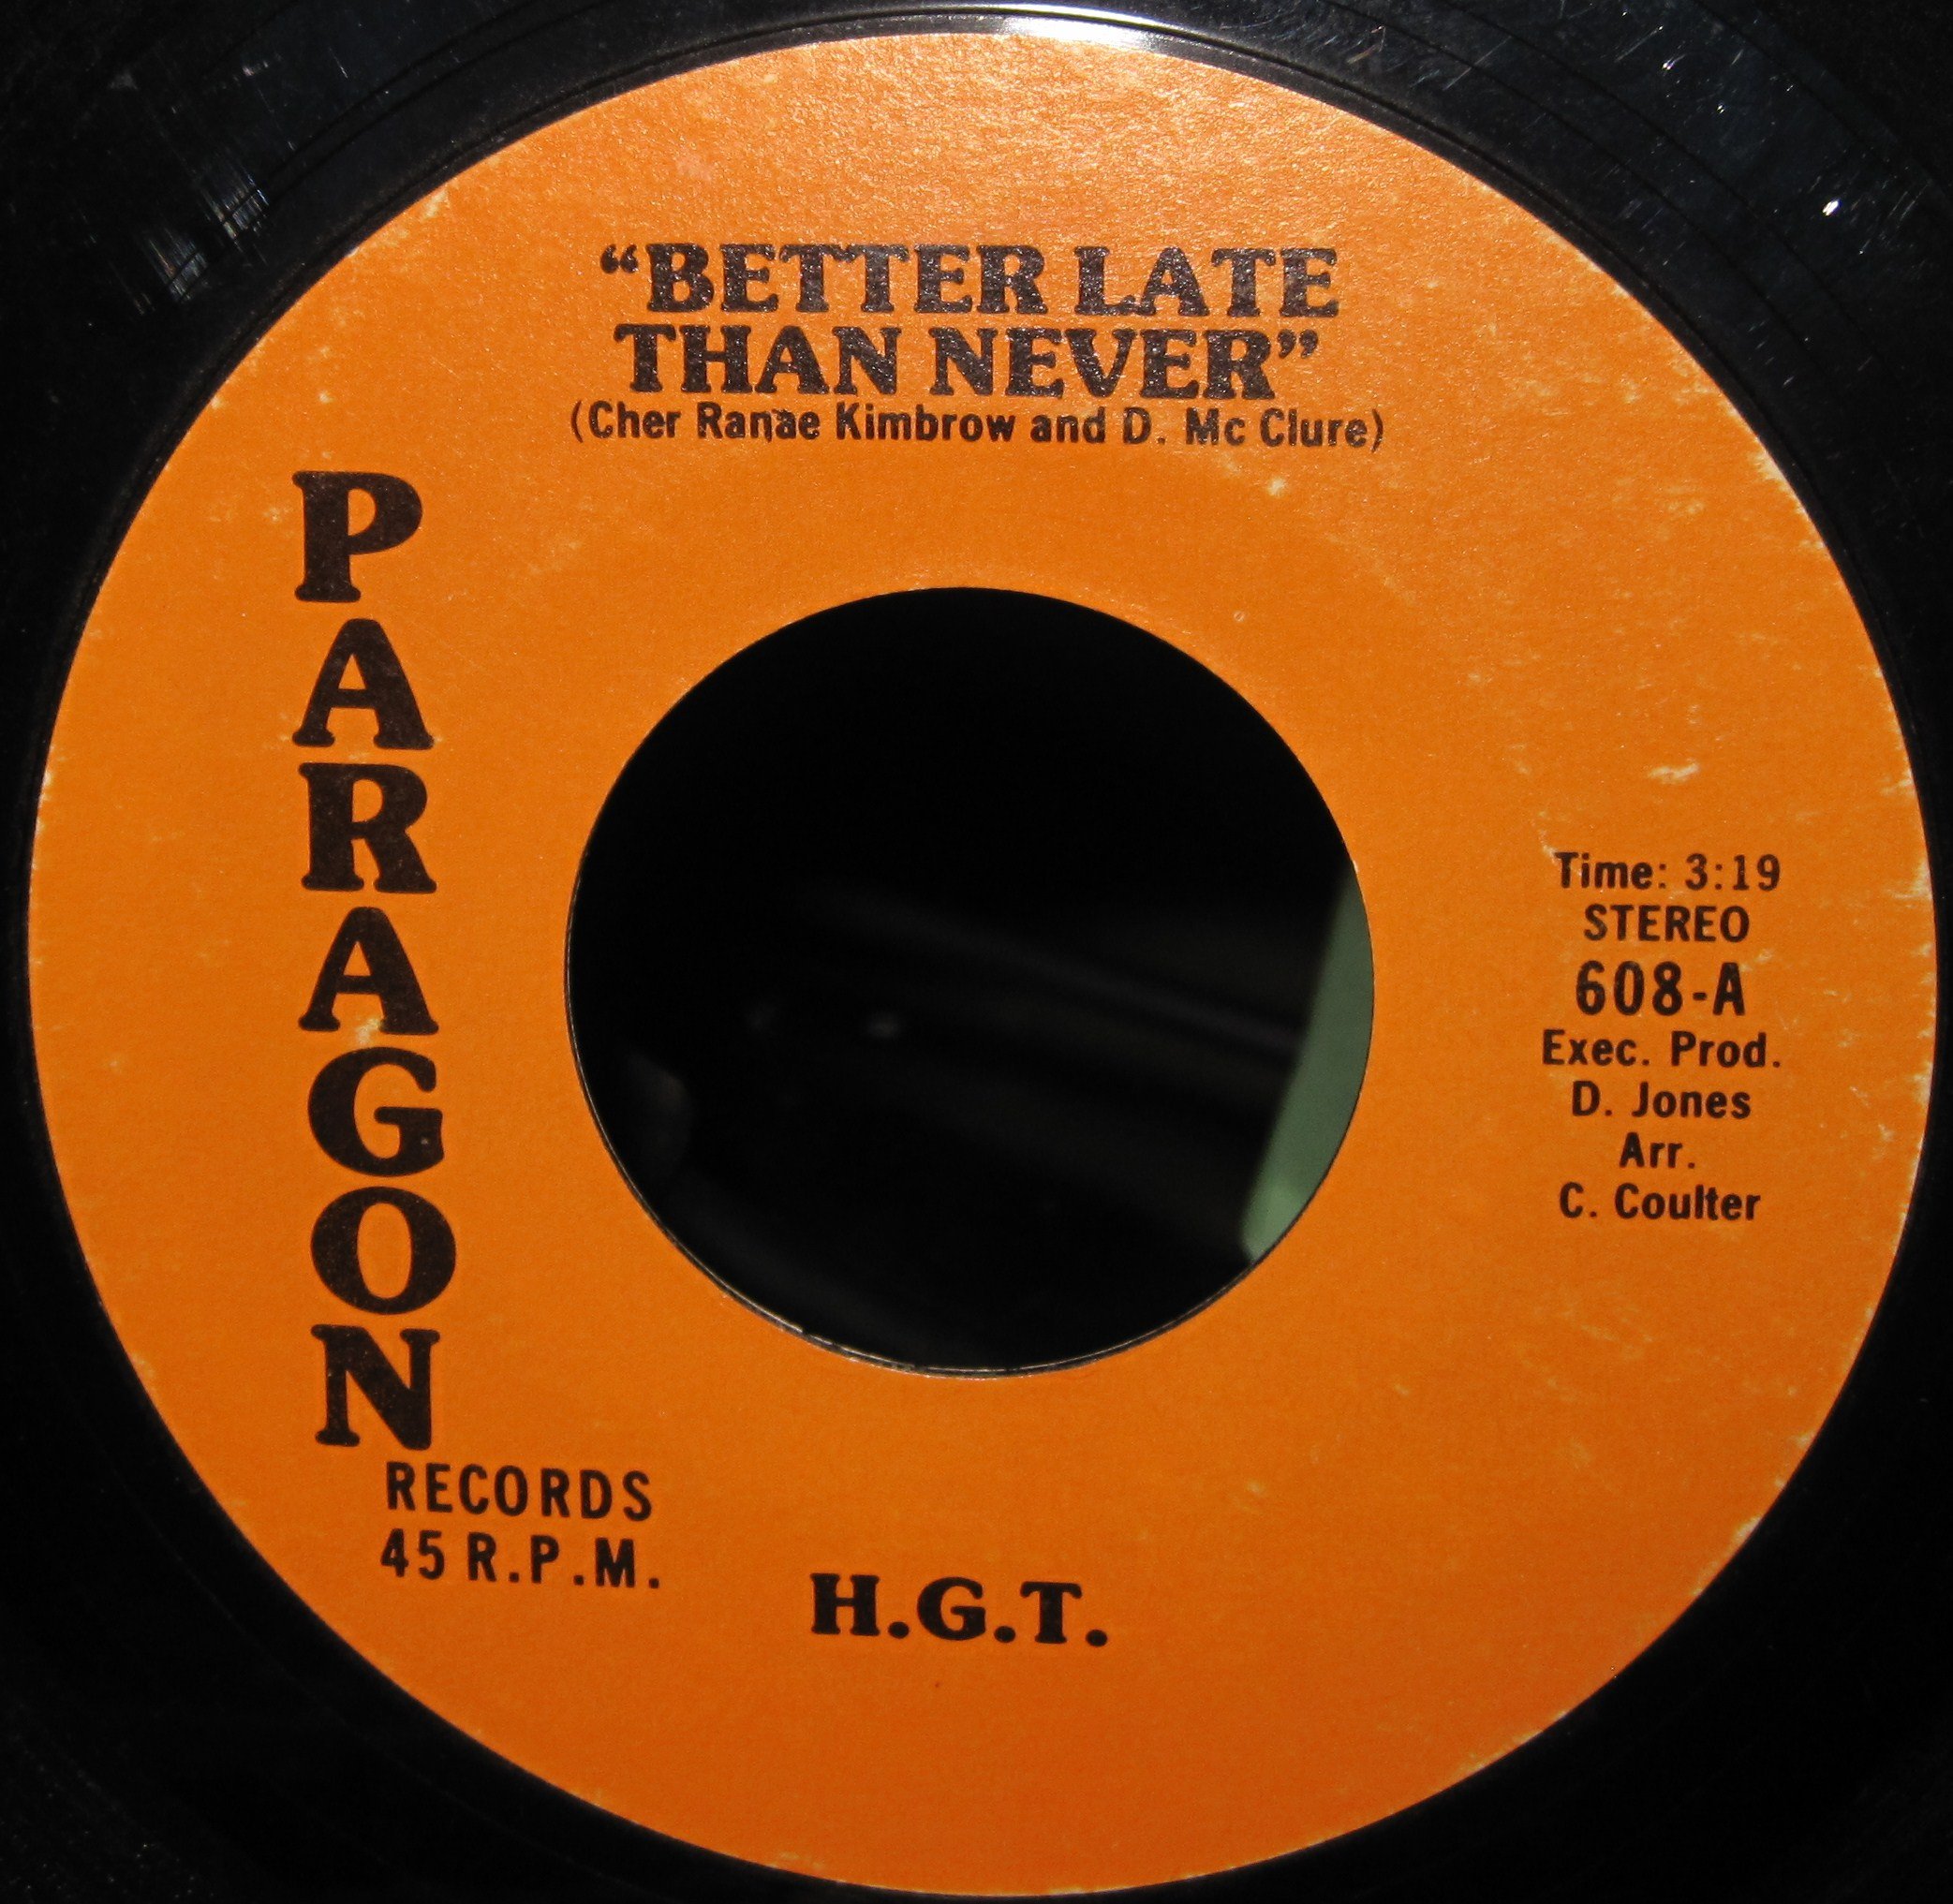 “BETTER LATE
THAN NEVER”
(Cher Ranae Kimbrow and D. Mc Clure)
PARAGON
RECORDS
45 R.P.M.
Time: 3:19
STEREO
608-A
Exec. Prod.
D. Jones
Arr.
C. Coulter
H.G.T.